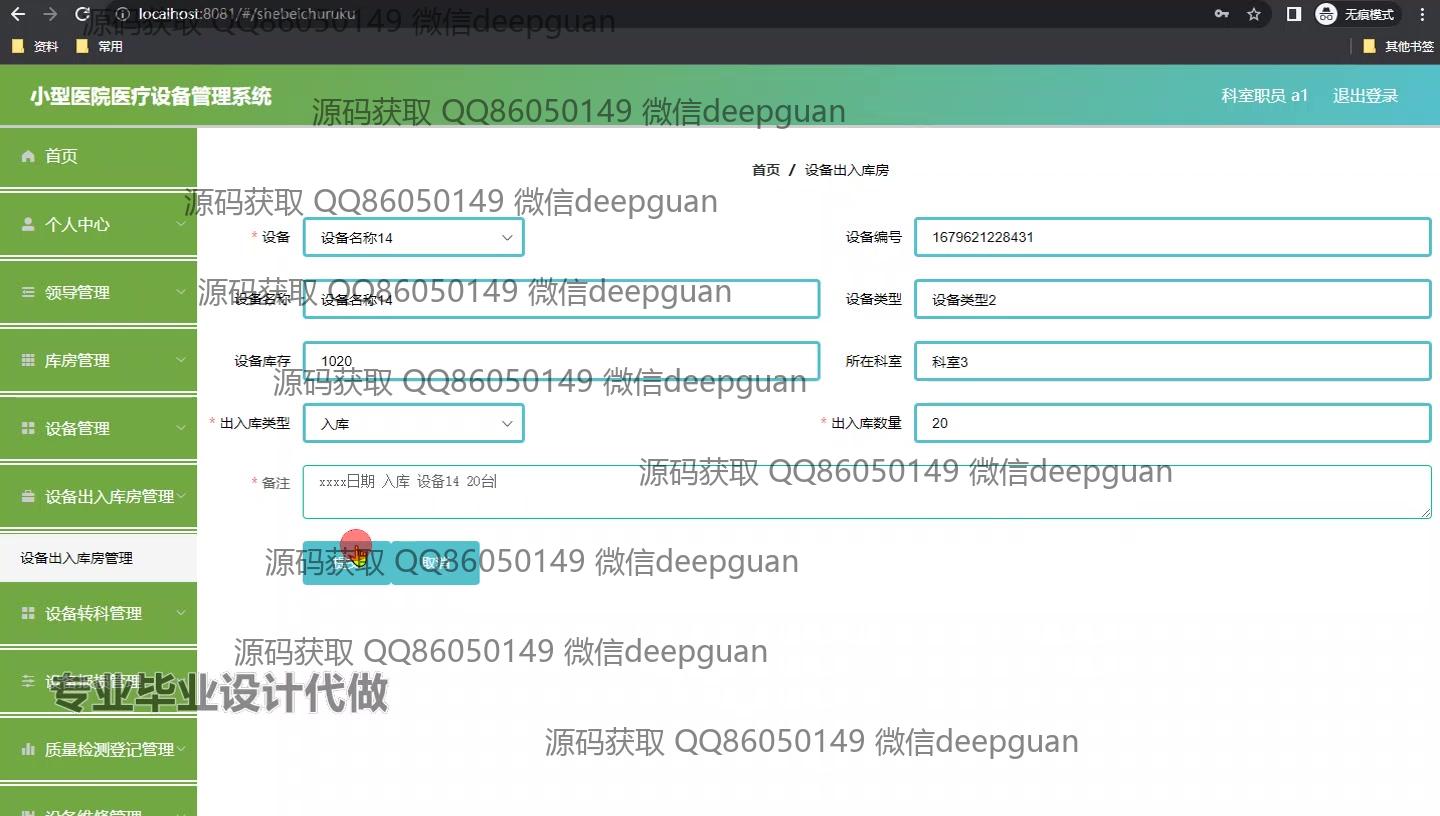 localhost:8081/#/shebeichuruku
无痕模式
源码获取 QQ86050149 微信deepguan
资料
常用
其他书签
小型医院医疗设备管理系统
科室职员 a1
退出登录
源码获取 QQ86050149 微信deepguan
首页
首页 / 设备出入库房
源码获取 QQ86050149 微信deepguan
个人中心
* 设备
设备名称14
设备编号
1679621228431
领导管理
源码获取 QQ86050149 微信deepguan
设备名称
设备名称14
设备类型
设备类型2
库房管理
设备库存
1020
所在科室
科室3
源码获取 QQ86050149 微信deepguan
设备管理
* 出入库类型
入库
* 出入库数量
20
源码获取 QQ86050149 微信deepguan
设备出入库房管理
* 备注
xxxx日期 入库 设备14 20台
设备出入库房管理
提交
取消
源码获取 QQ86050149 微信deepguan
设备转科管理
源码获取 QQ86050149 微信deepguan
专业毕业设计代做
质量检测登记管理
源码获取 QQ86050149 微信deepguan
设备维修管理